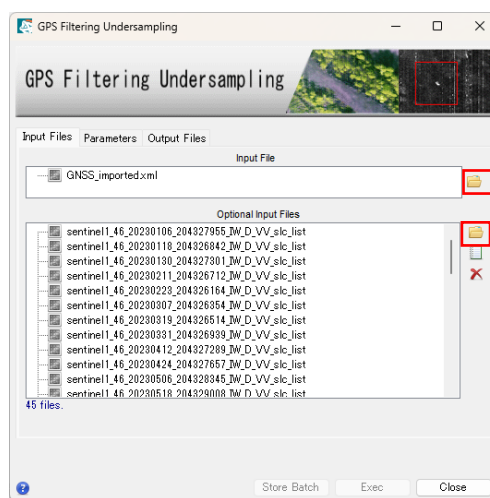 GPS Filtering Undersampling
GPS Filtering Undersampling
Input Files Parameters Output Files
Input File
GNSS_imported.xml
Optional Input Files
sentinel1_46_20230106_204327955_IW_D_VV_slc_list
sentinel1_46_20230118_204326842_IW_D_VV_slc_list
sentinel1_46_20230130_204327301_IW_D_VV_slc_list
sentinel1_46_20230211_204326712_IW_D_VV_slc_list
sentinel1_46_20230223_204326164_IW_D_VV_slc_list
sentinel1_46_20230307_204326354_IW_D_VV_slc_list
sentinel1_46_20230319_204326514_IW_D_VV_slc_list
sentinel1_46_20230331_204326939_IW_D_VV_slc_list
sentinel1_46_20230412_204327289_IW_D_VV_slc_list
sentinel1_46_20230424_204327657_IW_D_VV_slc_list
sentinel1_46_20230506_204328345_IW_D_VV_slc_list
sentinel1_46_20230518_204329008_IW_D_VV_slc_list
45 files.
Store Batch Exec Close